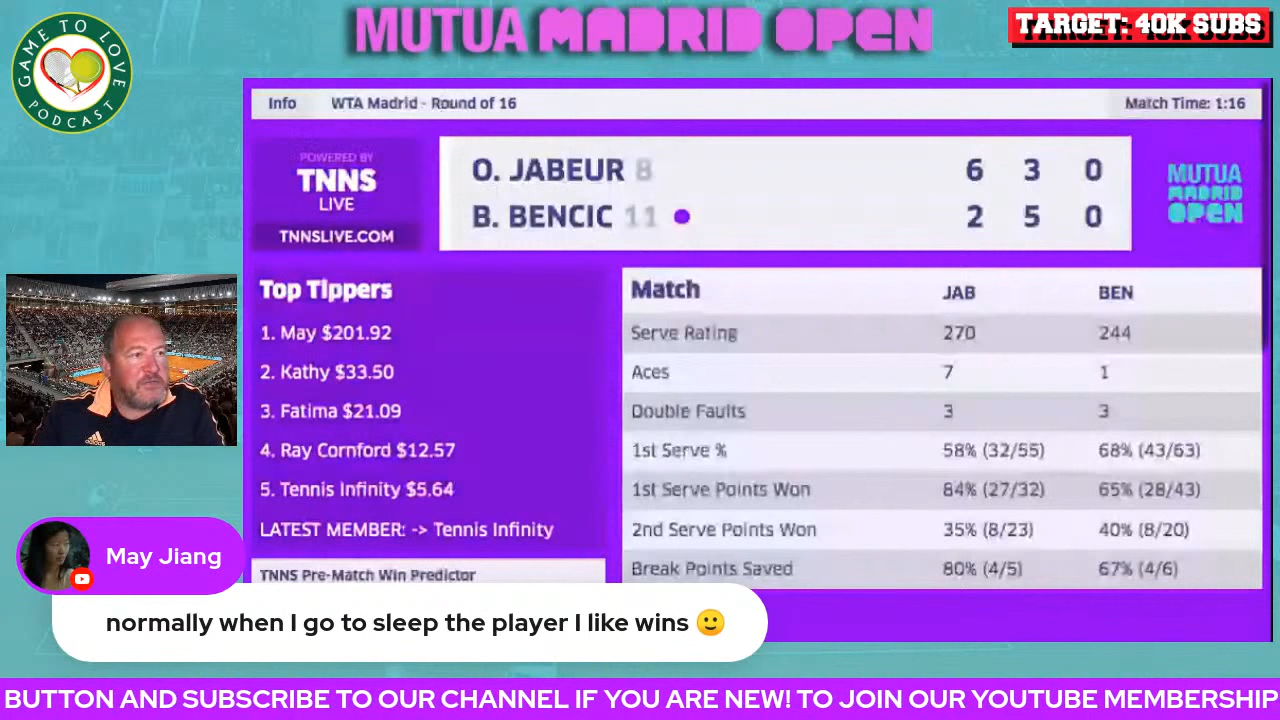 GAME TO LOVE
PODCAST
MUTUA MADRID OPEN
TARGET: 40K SUBS
Info WTA Madrid - Round of 16 Match Time: 1:16
POWERED BY
TNNS
LIVE
TNNSLIVE.COM
O. JABEUR 8 6 3 0
B. BENCIC 11 2 5 0
MUTUA
MADRID
OPEN
Top Tippers
1. May $201.92
2. Kathy $33.50
3. Fatima $21.09
4. Ray Cornford $12.57
5. Tennis Infinity $5.64
LATEST MEMBER: -> Tennis Infinity
TNNS Pre-Match Win Predictor
Match JAB BEN
Serve Rating 270 244
Aces 7 1
Double Faults 3 3
1st Serve % 58% (32/55) 68% (43/63)
1st Serve Points Won 84% (27/32) 65% (28/43)
2nd Serve Points Won 35% (8/23) 40% (8/20)
Break Points Saved 80% (4/5) 67% (4/6)
May Jiang
normally when I go to sleep the player I like wins 🙂
BUTTON AND SUBSCRIBE TO OUR CHANNEL IF YOU ARE NEW! TO JOIN OUR YOUTUBE MEMBERSHIP